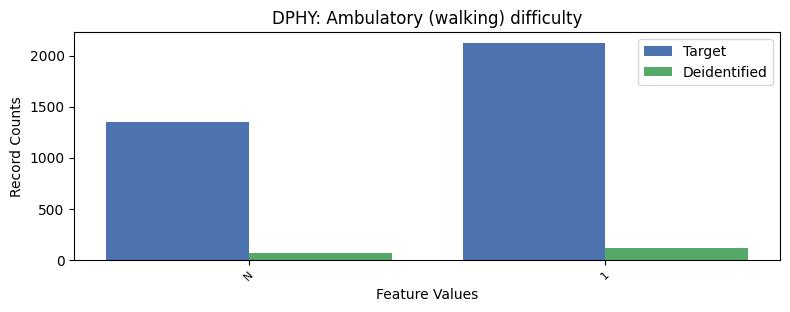 DPHY: Ambulatory (walking) difficulty
Target
Deidentified
Record Counts
2000
1500
1000
500
0
N
1
Feature Values